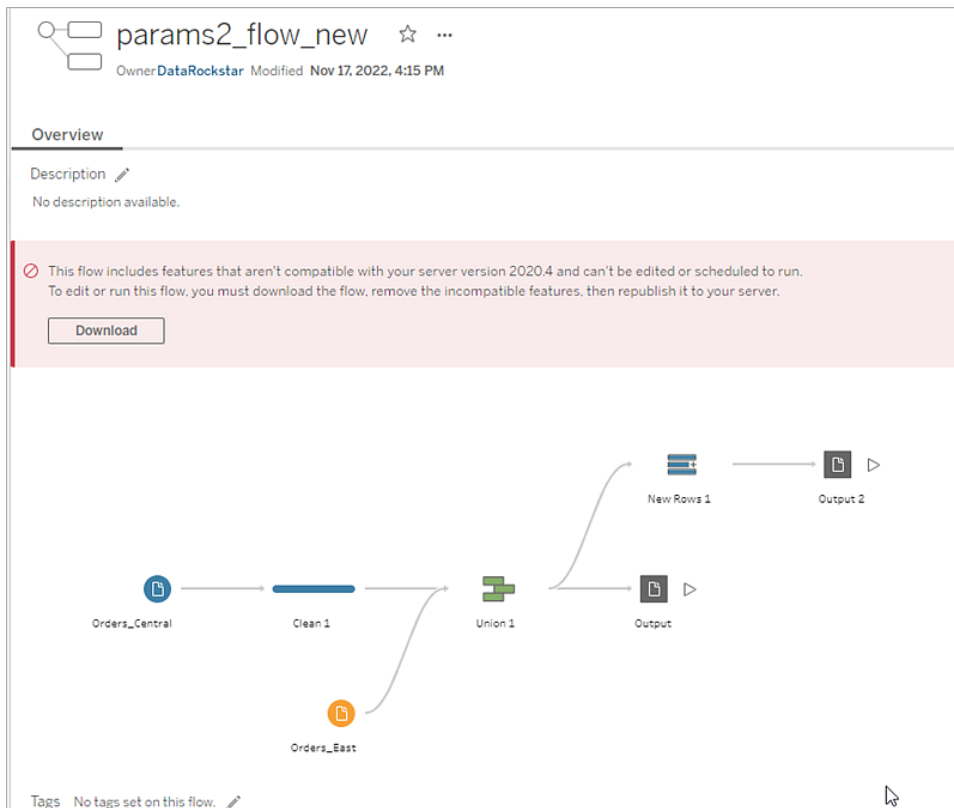 params2_flow_new
Owner DataRockstar Modified Nov 17, 2022, 4:15 PM
Overview
Description
No description available.
This flow includes features that aren't compatible with your server version 2020.4 and can't be edited or scheduled to run.
To edit or run this flow, you must download the flow, remove the incompatible features, then republish it to your server.
Download
New Rows 1
Output 2
Orders_Central
Clean 1
Union 1
Output
Orders_East
Tags No tags set on this flow.